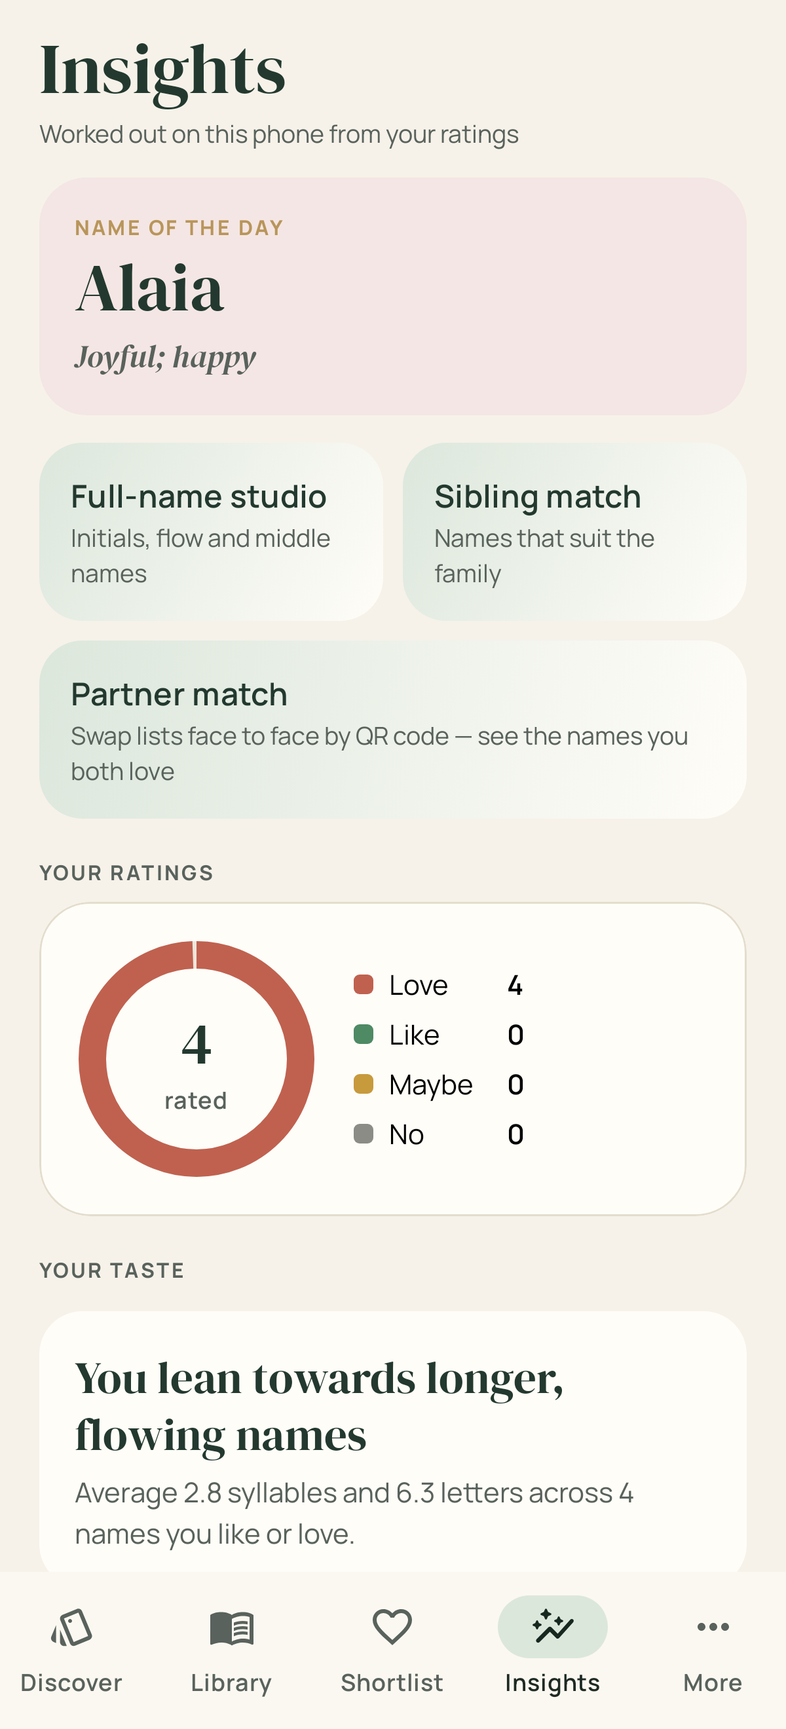 Insights
Worked out on this phone from your ratings
NAME OF THE DAY
Alaia
Joyful; happy
Full-name studio
Initials, flow and middle
names
Sibling match
Names that suit the
family
Partner match
Swap lists face to face by QR code — see the names you
both love
YOUR RATINGS
4
rated
Love 4
Like 0
Maybe 0
No 0
YOUR TASTE
You lean towards longer,
flowing names
Average 2.8 syllables and 6.3 letters across 4
names you like or love.
Discover Library Shortlist Insights More